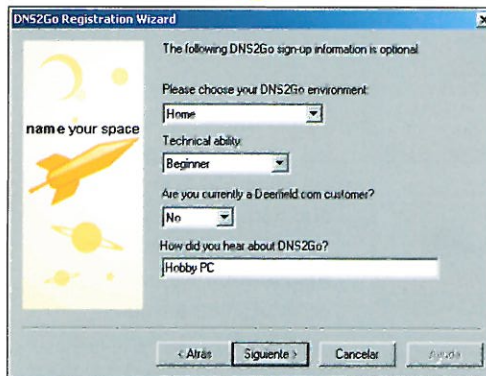 DNS2Go Registration Wizard
The following DNS2Go sign-up information is optional.
Please choose your DNS2Go environment:
Home
name your space
Technical ability:
Beginner
Are you currently a Deerfield.com customer?
No
How did you hear about DNS2Go?
Hobby PC
< Atrás
Siguiente >
Cancelar
Ayuda